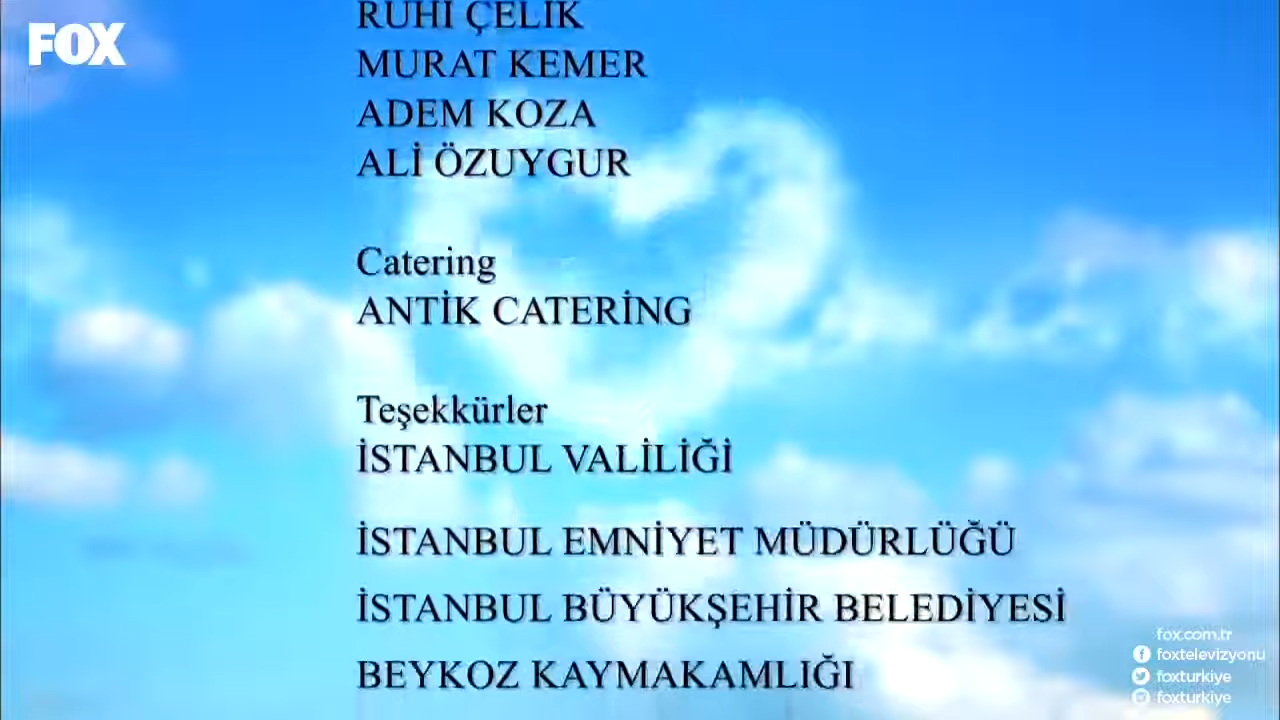 FOX
RUHİ ÇELİK
MURAT KEMER
ADEM KOZA
ALİ ÖZUYGUR
Catering
ANTİK CATERİNG
Teşekkürler
İSTANBUL VALİLİĞİ
İSTANBUL EMNİYET MÜDÜRLÜĞÜ
İSTANBUL BÜYÜKŞEHİR BELEDİYESİ
BEYKOZ KAYMAKAMLIĞI
fox.com.tr
foxtelevizyonu
foxturkiye
foxturkiye